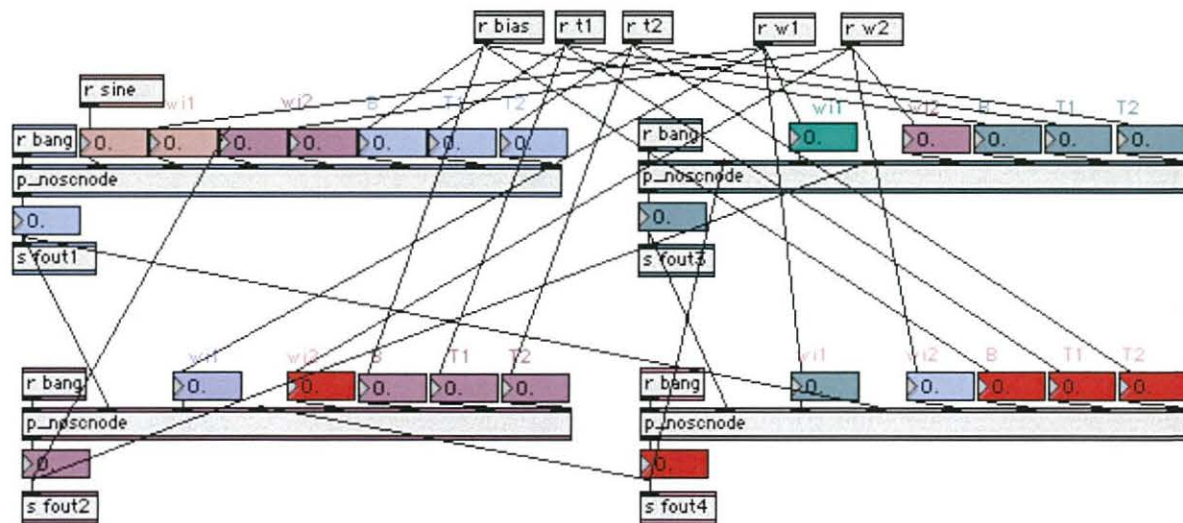 r bias r t1 r t2 r w1 r w2
r sine
wi1 wi2 B T1 T2
wi1 wi2 B T1 T2
r bang 0. 0. 0. 0. 0. 0. 0.
r bang 0. 0. 0. 0. 0.
p_noscnode
p_noscnode
0.
0.
s fout1
s fout3
wi1 wi2 B T1 T2
wi1 wi2 B T1 T2
r bang 0. 0. 0. 0. 0.
r bang 0. 0. 0. 0. 0.
p_noscnode
p_noscnode
0.
0.
s fout2
s fout4